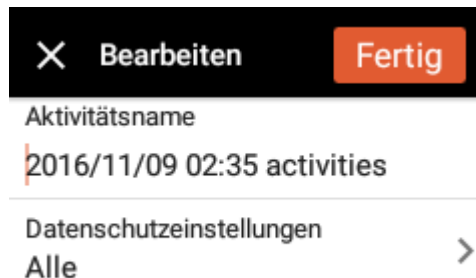 Bearbeiten Fertig
Aktivitätsname
2016/11/09 02:35 activities
Datenschutzeinstellungen
Alle